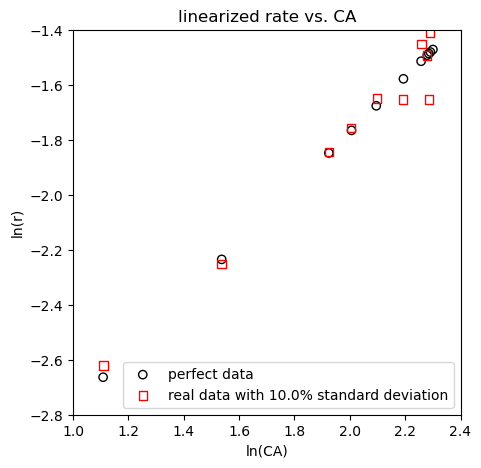 linearized rate vs. CA
−1.4
−1.6
−1.8
−2.0
−2.2
−2.4
−2.6
−2.8
ln(r)
perfect data
real data with 10.0% standard deviation
1.0 1.2 1.4 1.6 1.8 2.0 2.2 2.4
ln(CA)